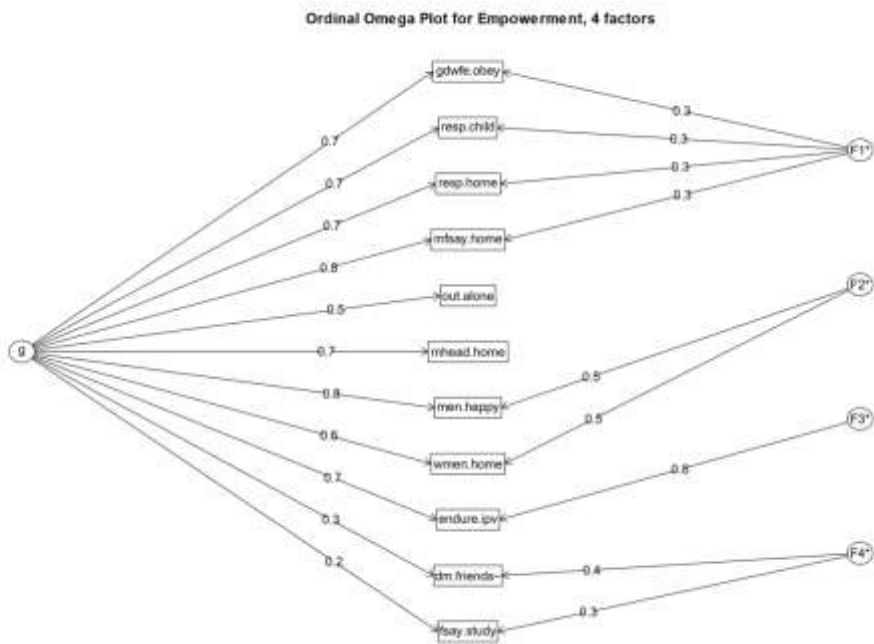 Ordinal Omega Plot for Empowerment, 4 factors
gdwfe.obey
resp.child
resp.home
mfsay.home
out.alone
mhead.home
men.happy
wmen.home
endure.ipv
dm.friends-
fsay.study
g
0.7
0.7
0.7
0.8
0.5
0.7
0.8
0.6
0.7
0.3
0.2
F1*
0.3
0.3
0.3
0.3
F2*
0.5
0.5
F3*
0.8
F4*
0.4
0.3